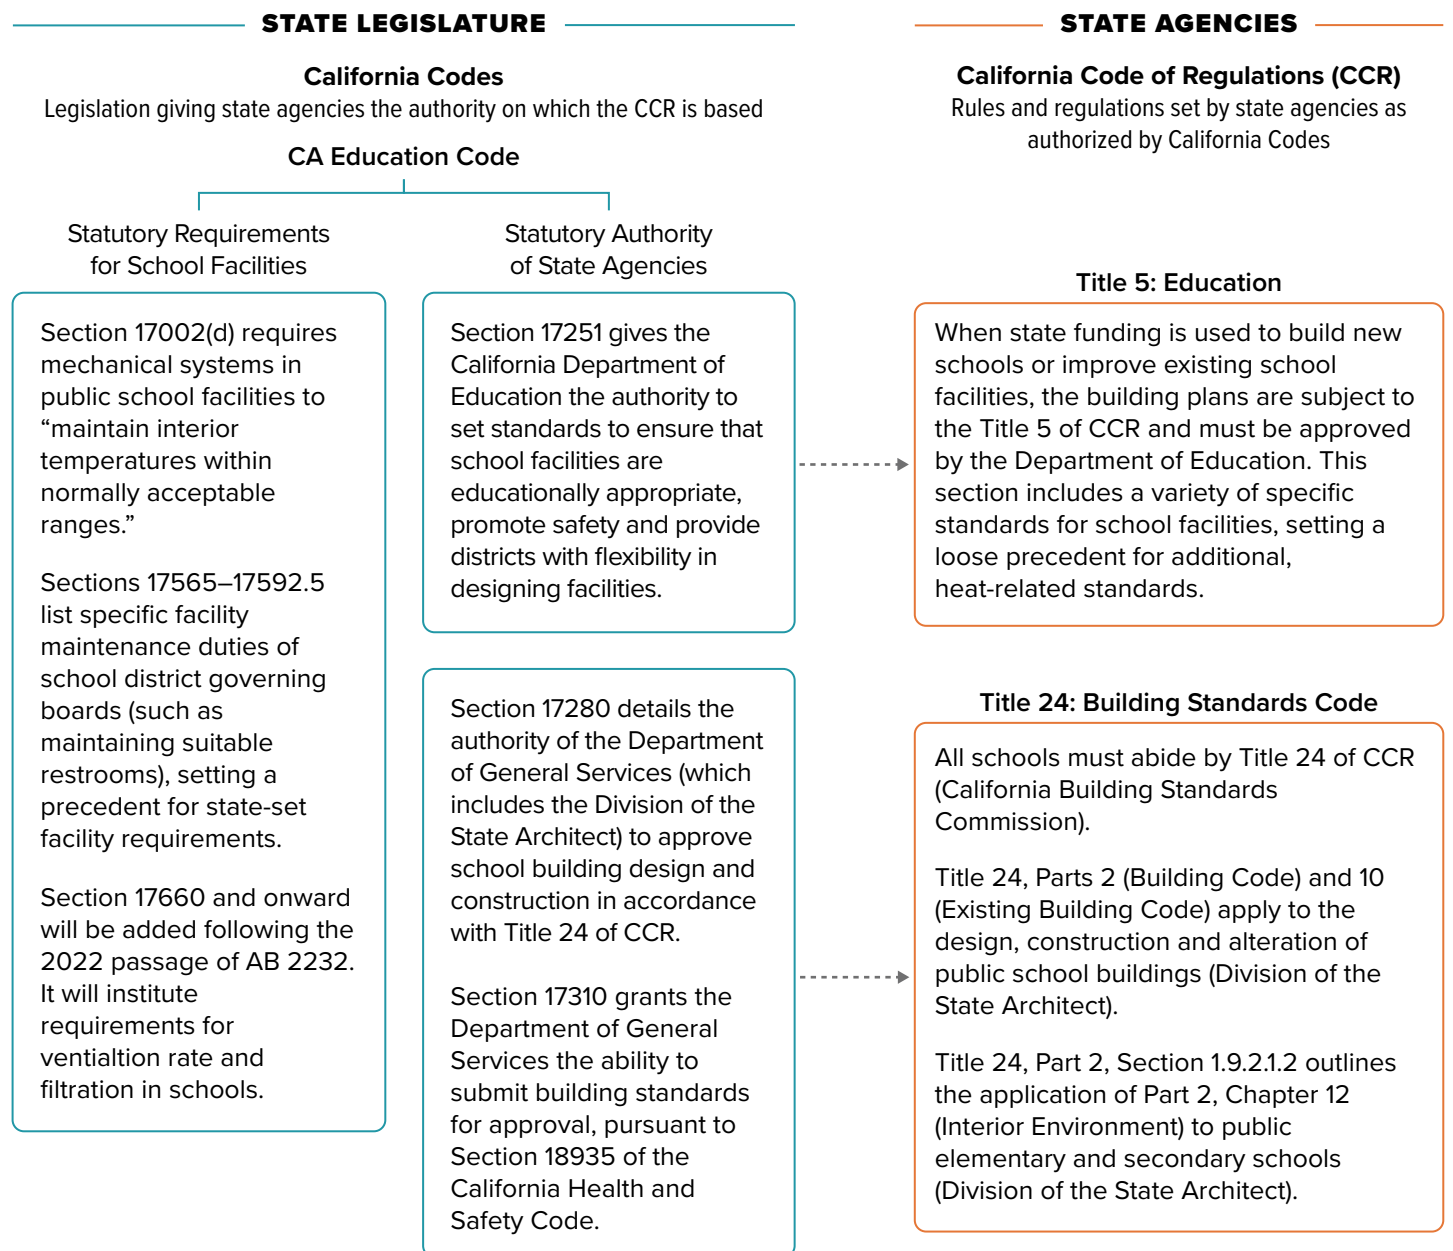 STATE LEGISLATURE
California Codes
Legislation giving state agencies the authority on which the CCR is based
CA Education Code
Statutory Requirements
for School Facilities
Section 17002(d) requires
mechanical systems in
public school facilities to
“maintain interior
temperatures within
normally acceptable
ranges.”
Sections 17565–17592.5
list specific facility
maintenance duties of
school district governing
boards (such as
maintaining suitable
restrooms), setting a
precedent for state-set
facility requirements.
Section 17660 and onward
will be added following the
2022 passage of AB 2232.
It will institute
requirements for
ventialtion rate and
filtration in schools.
Statutory Authority
of State Agencies
Section 17251 gives the
California Department of
Education the authority to
set standards to ensure that
school facilities are
educationally appropriate,
promote safety and provide
districts with flexibility in
designing facilities.
Section 17280 details the
authority of the Department
of General Services (which
includes the Division of the
State Architect) to approve
school building design and
construction in accordance
with Title 24 of CCR.
Section 17310 grants the
Department of General
Services the ability to
submit building standards
for approval, pursuant to
Section 18935 of the
California Health and
Safety Code.
STATE AGENCIES
California Code of Regulations (CCR)
Rules and regulations set by state agencies as
authorized by California Codes
Title 5: Education
When state funding is used to build new
schools or improve existing school
facilities, the building plans are subject to
the Title 5 of CCR and must be approved
by the Department of Education. This
section includes a variety of specific
standards for school facilities, setting a
loose precedent for additional,
heat-related standards.
Title 24: Building Standards Code
All schools must abide by Title 24 of CCR
(California Building Standards
Commission).
Title 24, Parts 2 (Building Code) and 10
(Existing Building Code) apply to the
design, construction and alteration of
public school buildings (Division of the
State Architect).
Title 24, Part 2, Section 1.9.2.1.2 outlines
the application of Part 2, Chapter 12
(Interior Environment) to public
elementary and secondary schools
(Division of the State Architect).